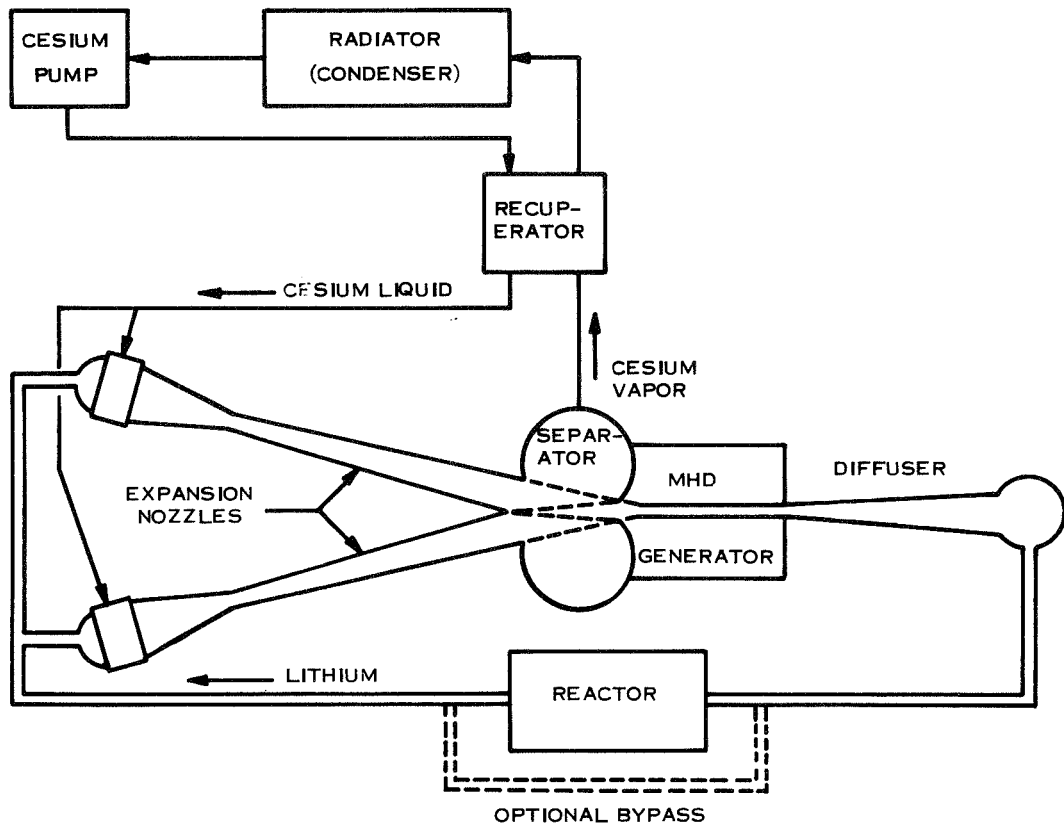 CESIUM
PUMP
RADIATOR
(CONDENSER)
RECUP-
ERATOR
CESIUM LIQUID
CESIUM
VAPOR
SEPAR-
ATOR
MHD
GENERATOR
DIFFUSER
EXPANSION
NOZZLES
LITHIUM
REACTOR
OPTIONAL BYPASS